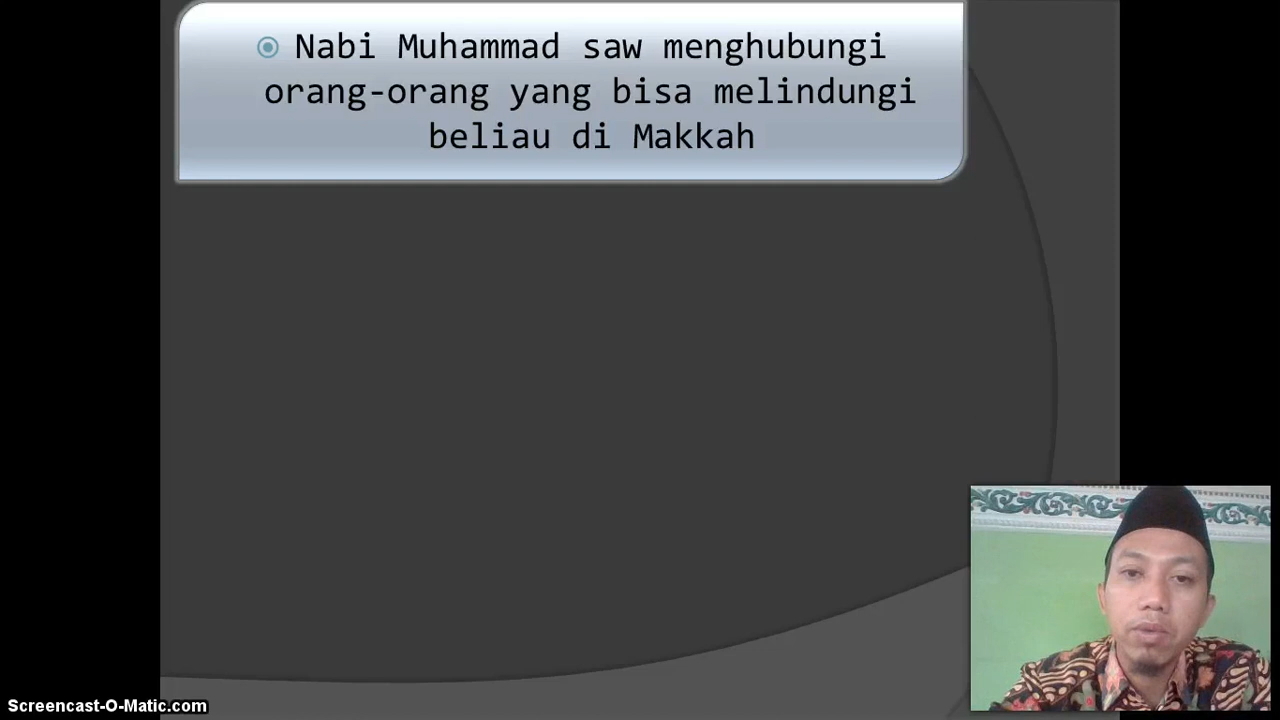 Nabi Muhammad saw menghubungi
orang-orang yang bisa melindungi
beliau di Makkah
Screencast-O-Matic.com